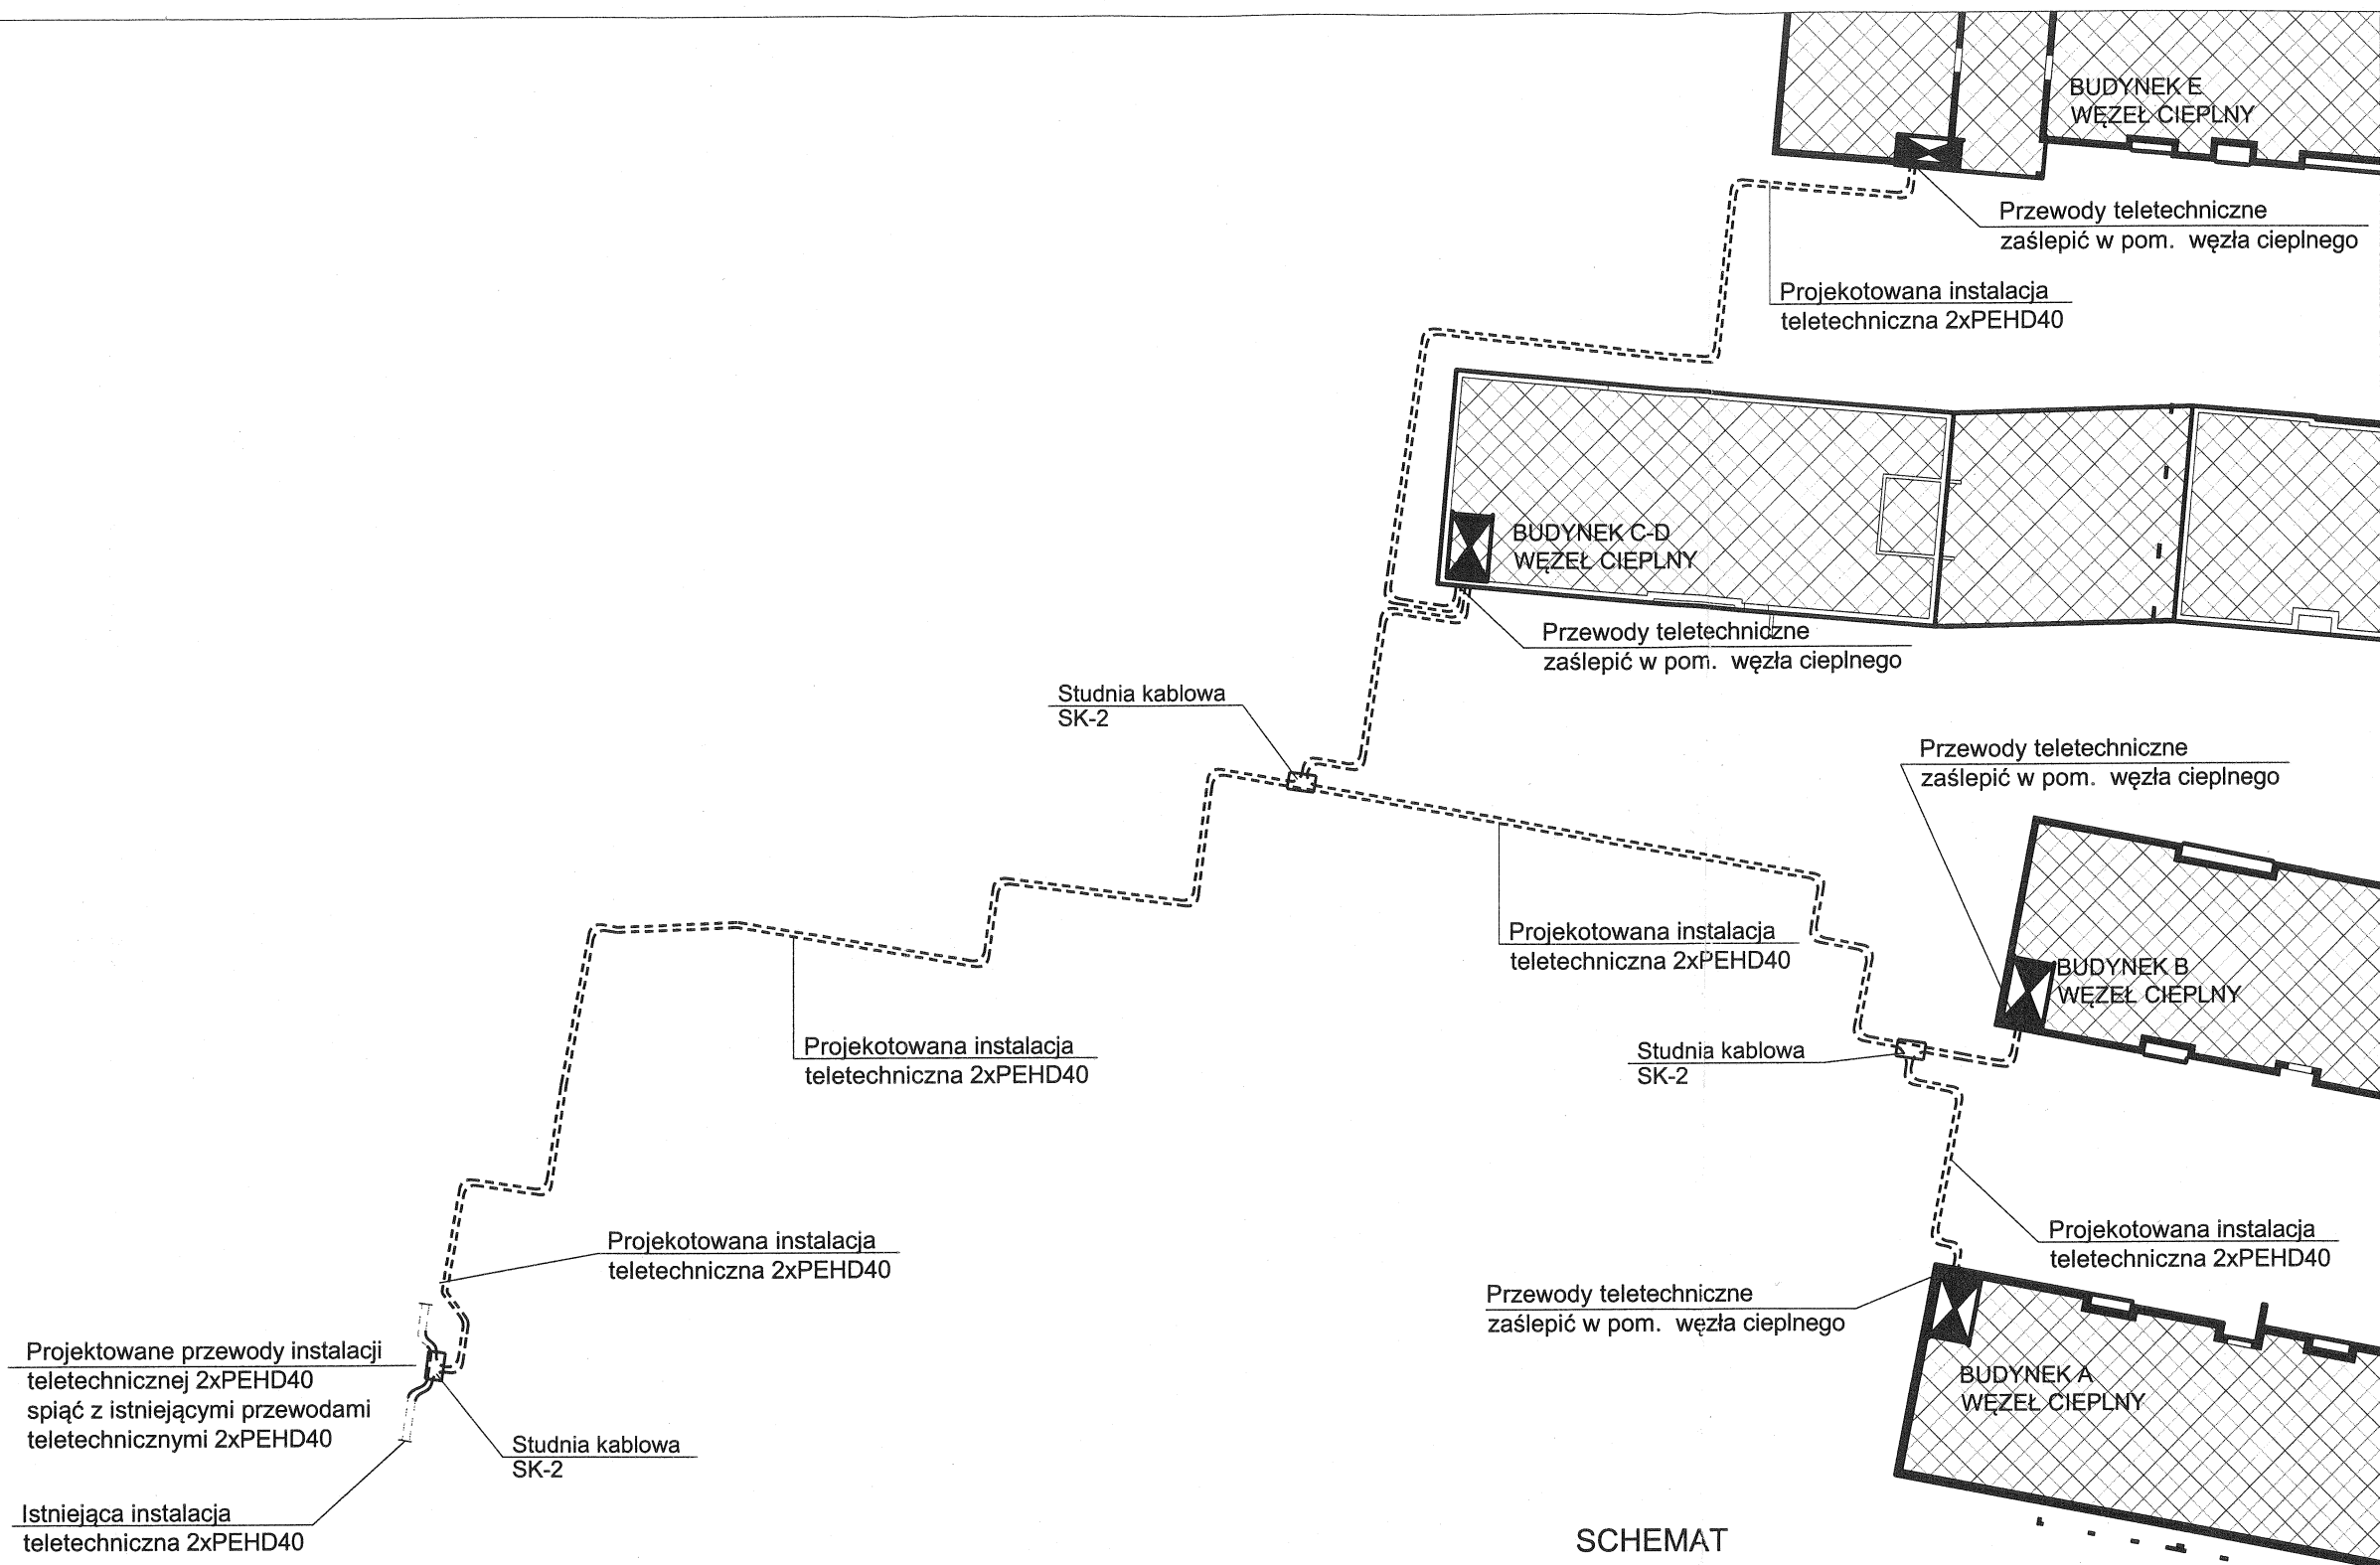 BUDYNEK E
WĘZEŁ CIEPLNY
Przewody teletechniczne
zaślepić w pom. węzła cieplnego
Projekotowana instalacja
teletechniczna 2xPEHD40
BUDYNEK C-D
WĘZEŁ CIEPLNY
Przewody teletechniczne
zaślepić w pom. węzła cieplnego
Studnia kablowa
SK-2
Przewody teletechniczne
zaślepić w pom. węzła cieplnego
Projekotowana instalacja
teletechniczna 2xPEHD40
BUDYNEK B
WĘZEŁ CIEPLNY
Projekotowana instalacja
teletechniczna 2xPEHD40
Studnia kablowa
SK-2
Projekotowana instalacja
teletechniczna 2xPEHD40
Projekotowana instalacja
teletechniczna 2xPEHD40
Przewody teletechniczne
zaślepić w pom. węzła cieplnego
Projektowane przewody instalacji
teletechnicznej 2xPEHD40
spiąć z istniejącymi przewodami
teletechnicznymi 2xPEHD40
BUDYNEK A
WĘZEŁ CIEPLNY
Studnia kablowa
SK-2
Istniejąca instalacja
teletechniczna 2xPEHD40
SCHEMAT